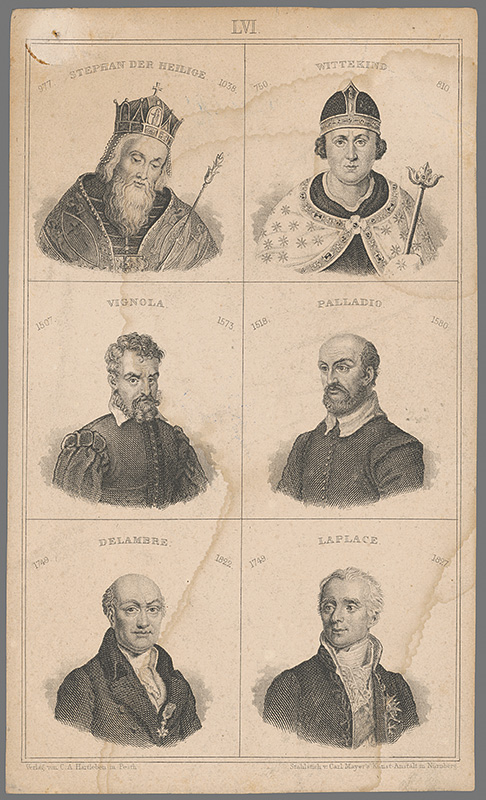 LVI.
STEPHAN DER HEILIGE
977. 1038.
WITTEKIND
750. 810.
VIGNOLA.
1507. 1573.
PALLADIO
1518. 1580.
DELAMBRE.
1749. 1822.
LAPLACE
1749. 1827.
Verlag von C. A. Hartleben in Pesth.
Stahlstich v. Carl Mayer's Kunst-Anstalt in Nürnberg.